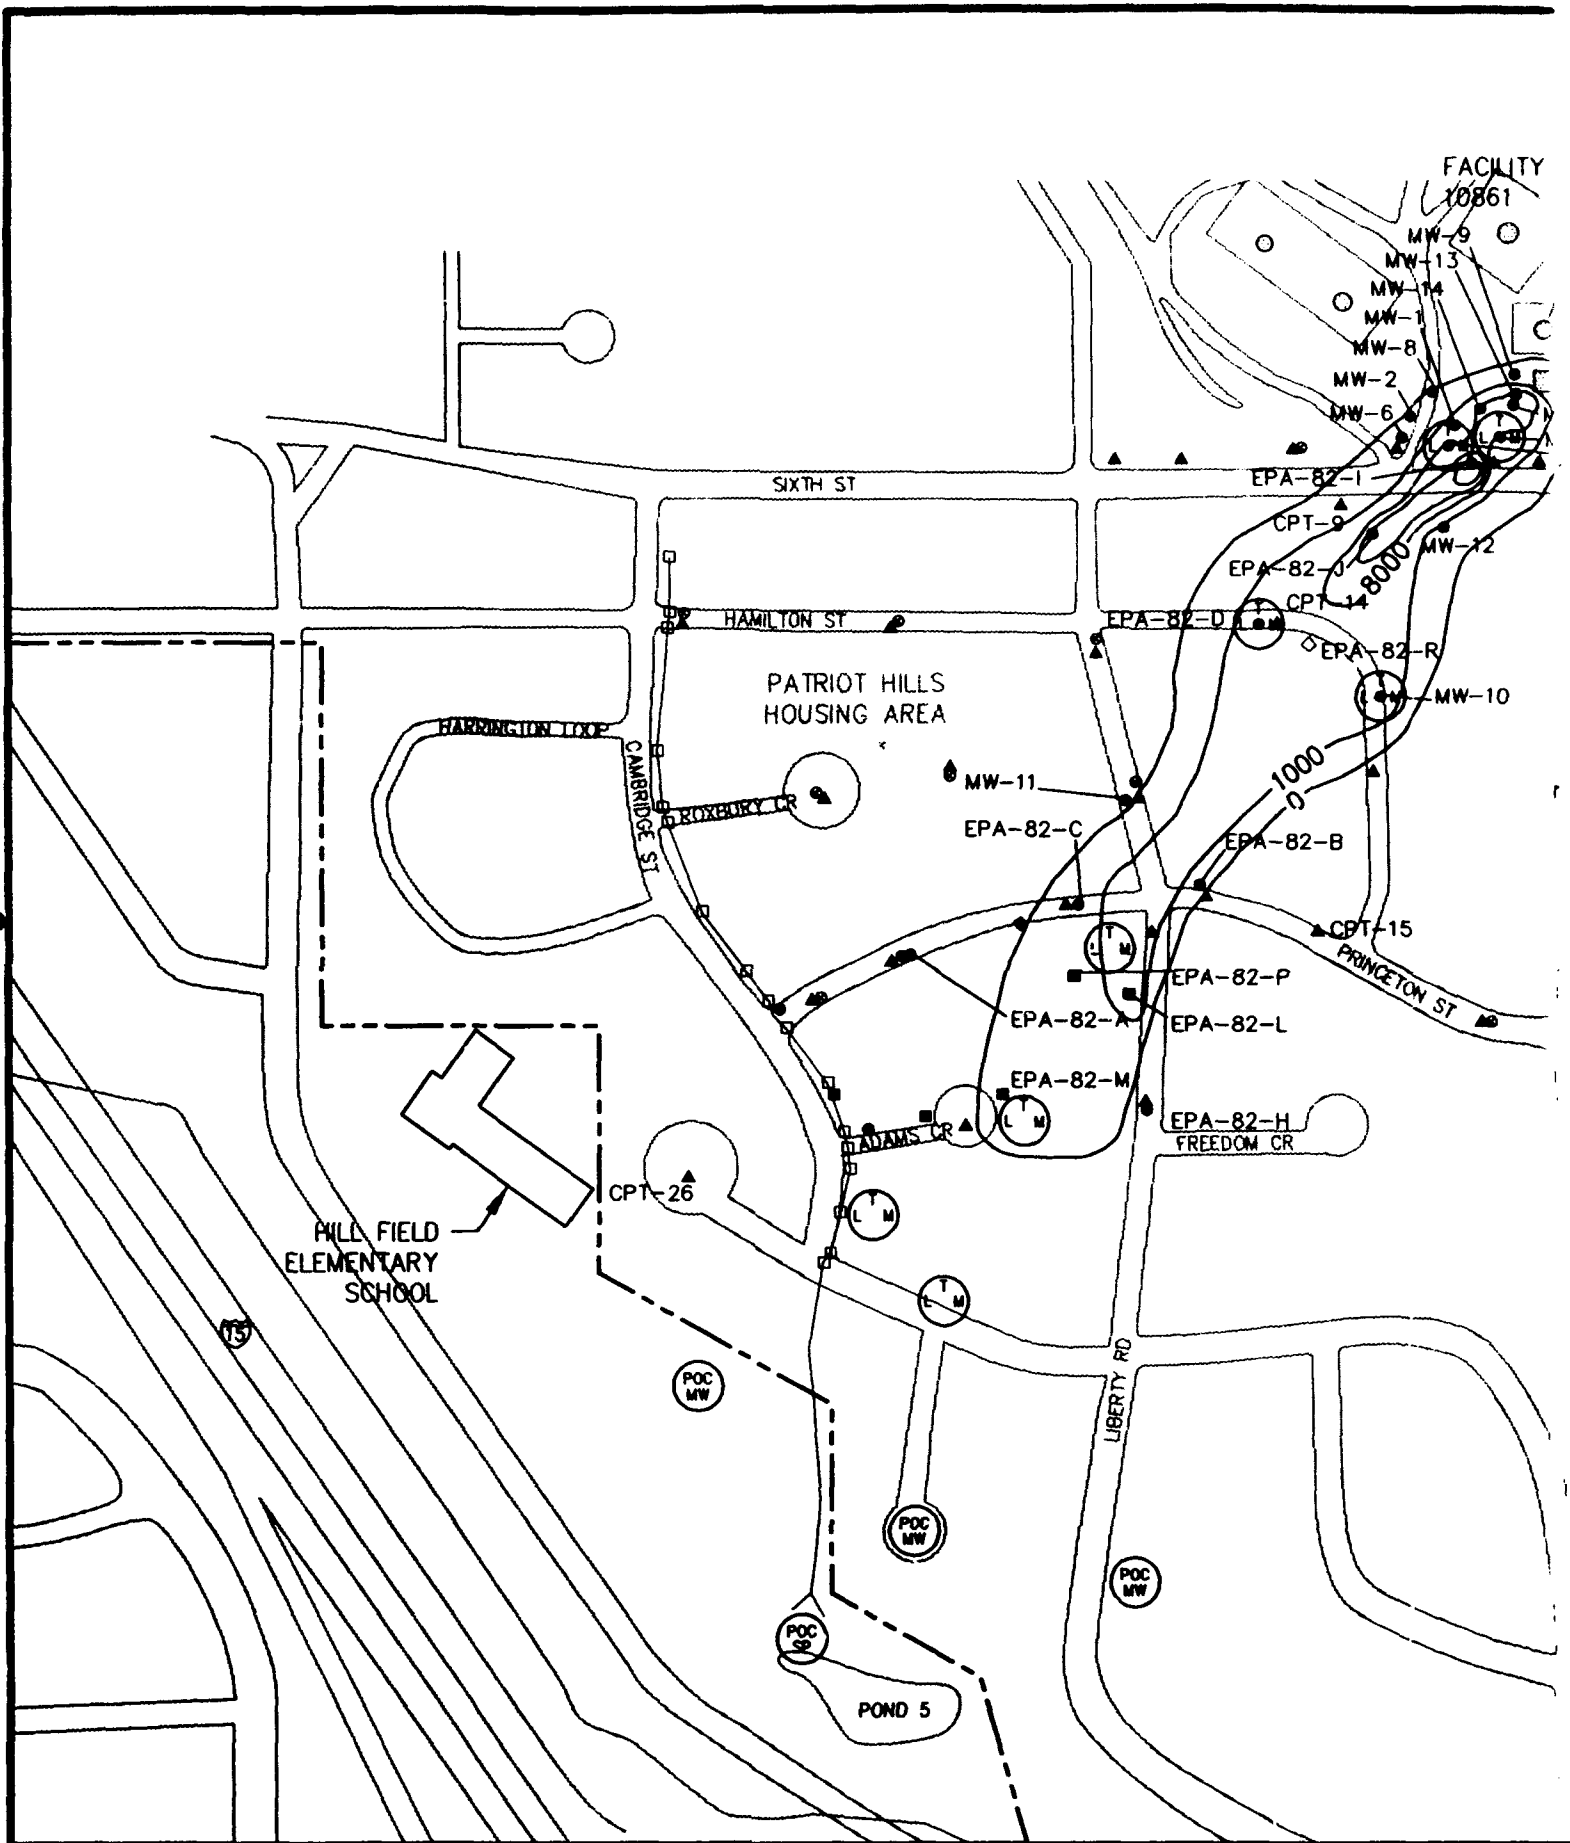 FACILITY
10861
MW-9
MW-13
MW-14
MW-1
MW-8
MW-2
MW-6
T
L M
T
L M
EPA-82-I
SIXTH ST
CPT-9
MW-12
EPA-82-J
8000
CPT-14
EPA-82-D
T
HAMILTON ST
EPA-82-R
PATRIOT HILLS
HOUSING AREA
T
L M
MW-10
HARRINGTON LOOP
CAMBRIDGE ST
1000
0
MW-11
ROXBURY CR
EPA-82-C
EPA-82-B
CPT-15
T
L M
PRINCETON ST
EPA-82-P
EPA-82-A
EPA-82-L
EPA-82-M
T
L M
EPA-82-H
ADAMS CR
FREEDOM CR
CPT-26
T
L M
HILL FIELD
ELEMENTARY
SCHOOL
T
L M
15
LIBERTY RD
POC
MW
POC
MW
POC
MW
POC
SP
POND 5